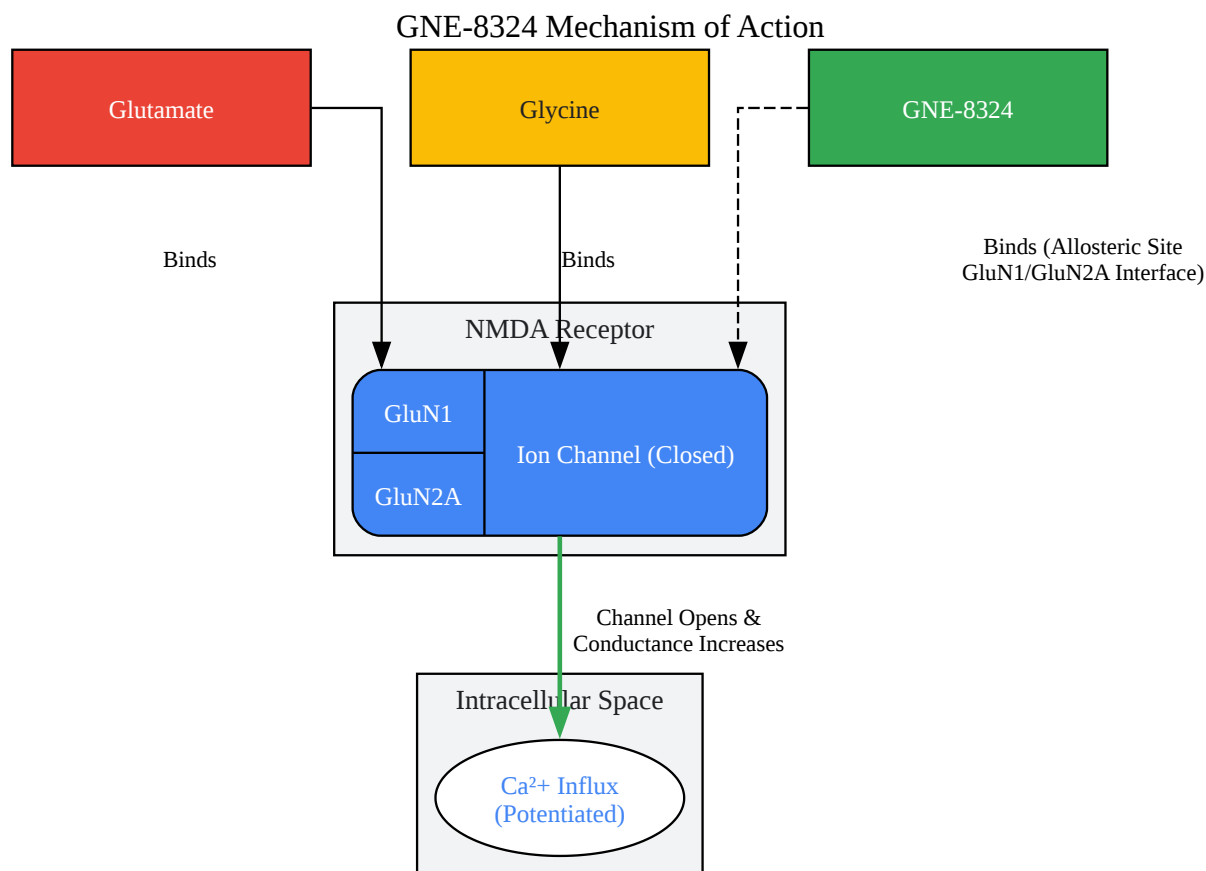 GNE-8324 Mechanism of Action
Glutamate
Glycine
GNE-8324
Binds
Binds
Binds (Allosteric Site
GluN1/GluN2A Interface)
NMDA Receptor
GluN1
GluN2A
Ion Channel (Closed)
Channel Opens &
Conductance Increases
Intracellular Space
Ca²+ Influx
(Potentiated)